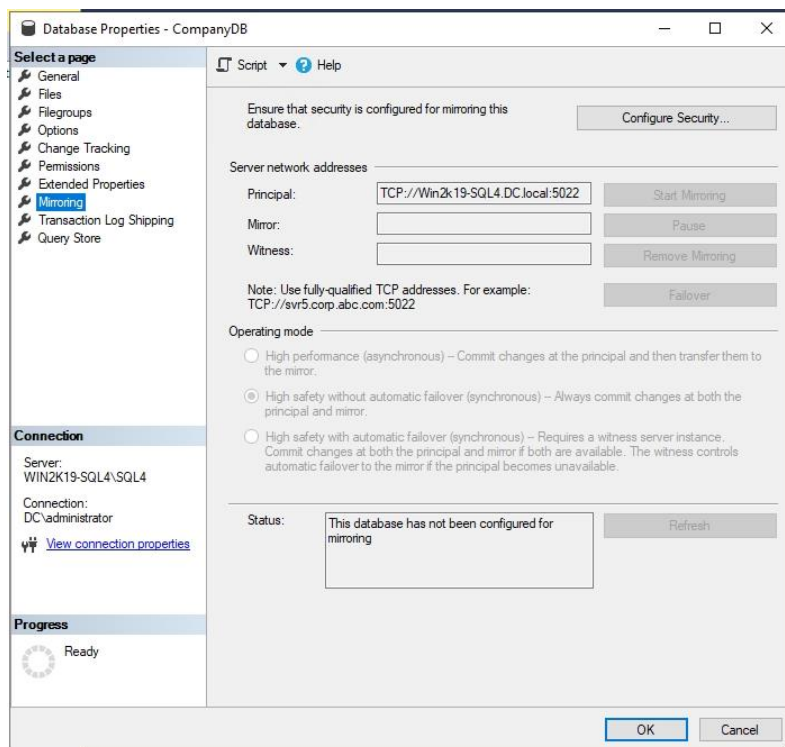 Database Properties - CompanyDB
Select a page
General
Files
Filegroups
Options
Change Tracking
Permissions
Extended Properties
Mirroring
Transaction Log Shipping
Query Store
Connection
Server:
WIN2K19-SQL4\SQL4
Connection:
DC\administrator
View connection properties
Progress
Ready
Script
Help
Ensure that security is configured for mirroring this
database.
Configure Security...
Server network addresses
Principal:
TCP://Win2k19-SQL4.DC.local:5022
Start Mirroring
Mirror:
Pause
Witness:
Remove Mirroring
Note: Use fully-qualified TCP addresses. For example:
TCP://svr5.corp.abc.com:5022
Failover
Operating mode
High performance (asynchronous) – Commit changes at the principal and then transfer them to
the mirror.
High safety without automatic failover (synchronous) – Always commit changes at both the
principal and mirror.
High safety with automatic failover (synchronous) – Requires a witness server instance.
Commit changes at both the principal and mirror if both are available. The witness controls
automatic failover to the mirror if the principal becomes unavailable.
Status:
This database has not been configured for
mirroring
Refresh
OK
Cancel